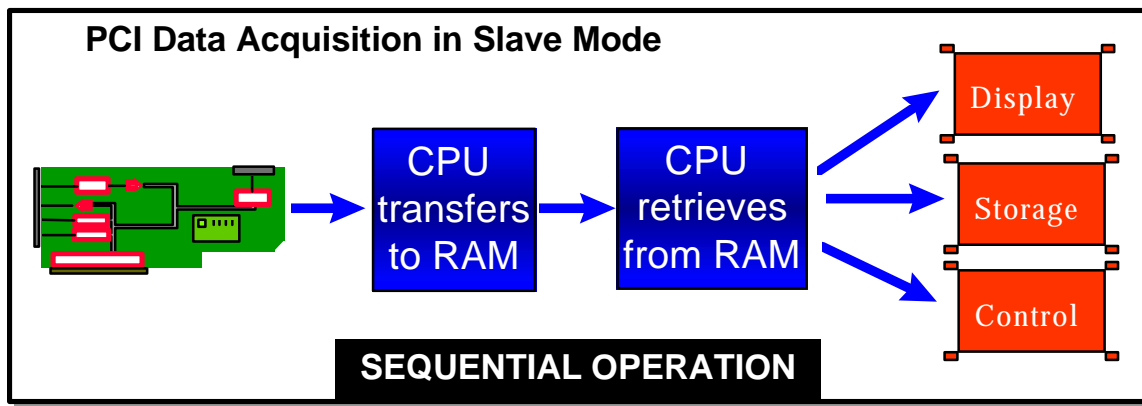 PCI Data Acquisition in Slave Mode
CPU
transfers
to RAM
CPU
retrieves
from RAM
Display
Storage
Control
SEQUENTIAL OPERATION